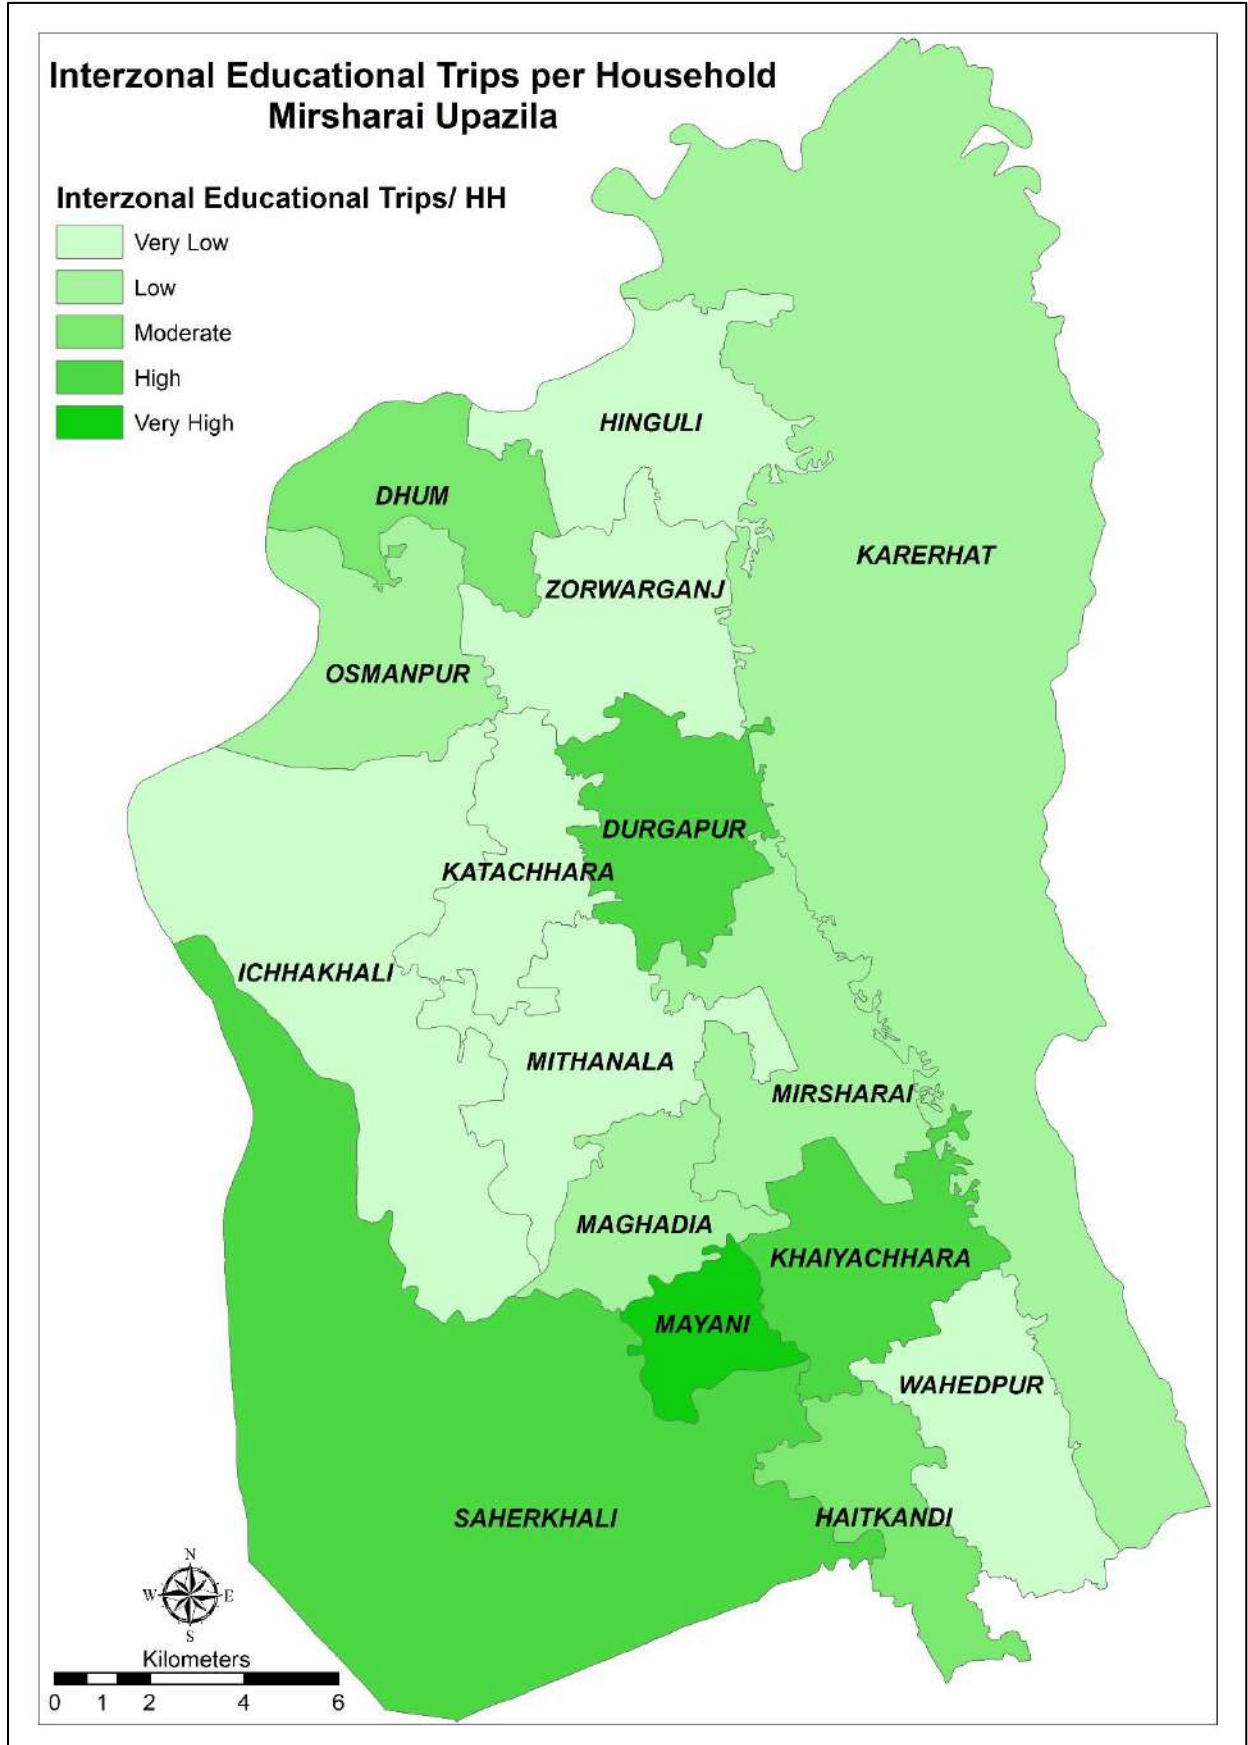 Interzonal Educational Trips per Household
Mirsharai Upazila
Interzonal Educational Trips/ HH
Very Low
Low
Moderate
High
Very High
HINGULI
DHUM
KARERHAT
ZORWARGANJ
OSMANPUR
DURGAPUR
KATACHHARA
ICHHAKHALI
MITHANALA
MIRSHARAI
MAGHADIA
KHAIYACHHARA
MAYANI
WAHEDPUR
SAHERKHALI
HAITKANDI
N
W E
S
Kilometers
0 1 2 4 6